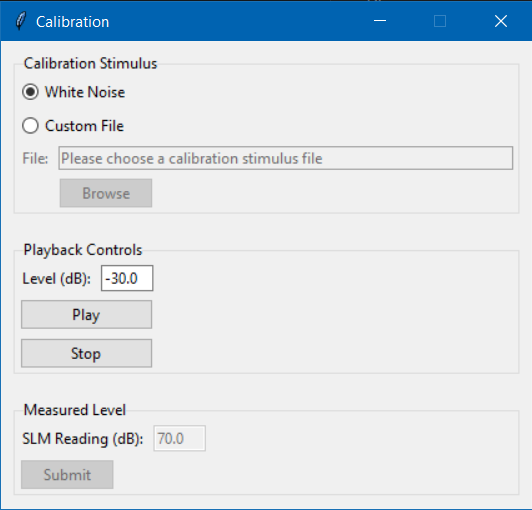 Calibration
Calibration Stimulus
White Noise
Custom File
File: Please choose a calibration stimulus file
Browse
Playback Controls
Level (dB): -30.0
Play
Stop
Measured Level
SLM Reading (dB): 70.0
Submit